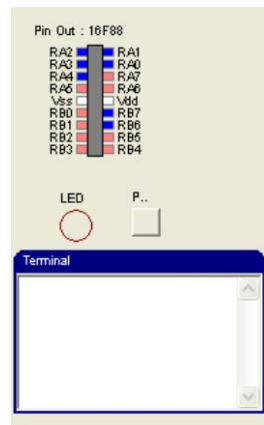 Pin Out : 16F88
RA2 RA1
RA3 RA0
RA4 RA7
RA5 RA6
Vss Vdd
RB0 RB7
RB1 RB6
RB2 RB5
RB3 RB4
LED P..
Terminal